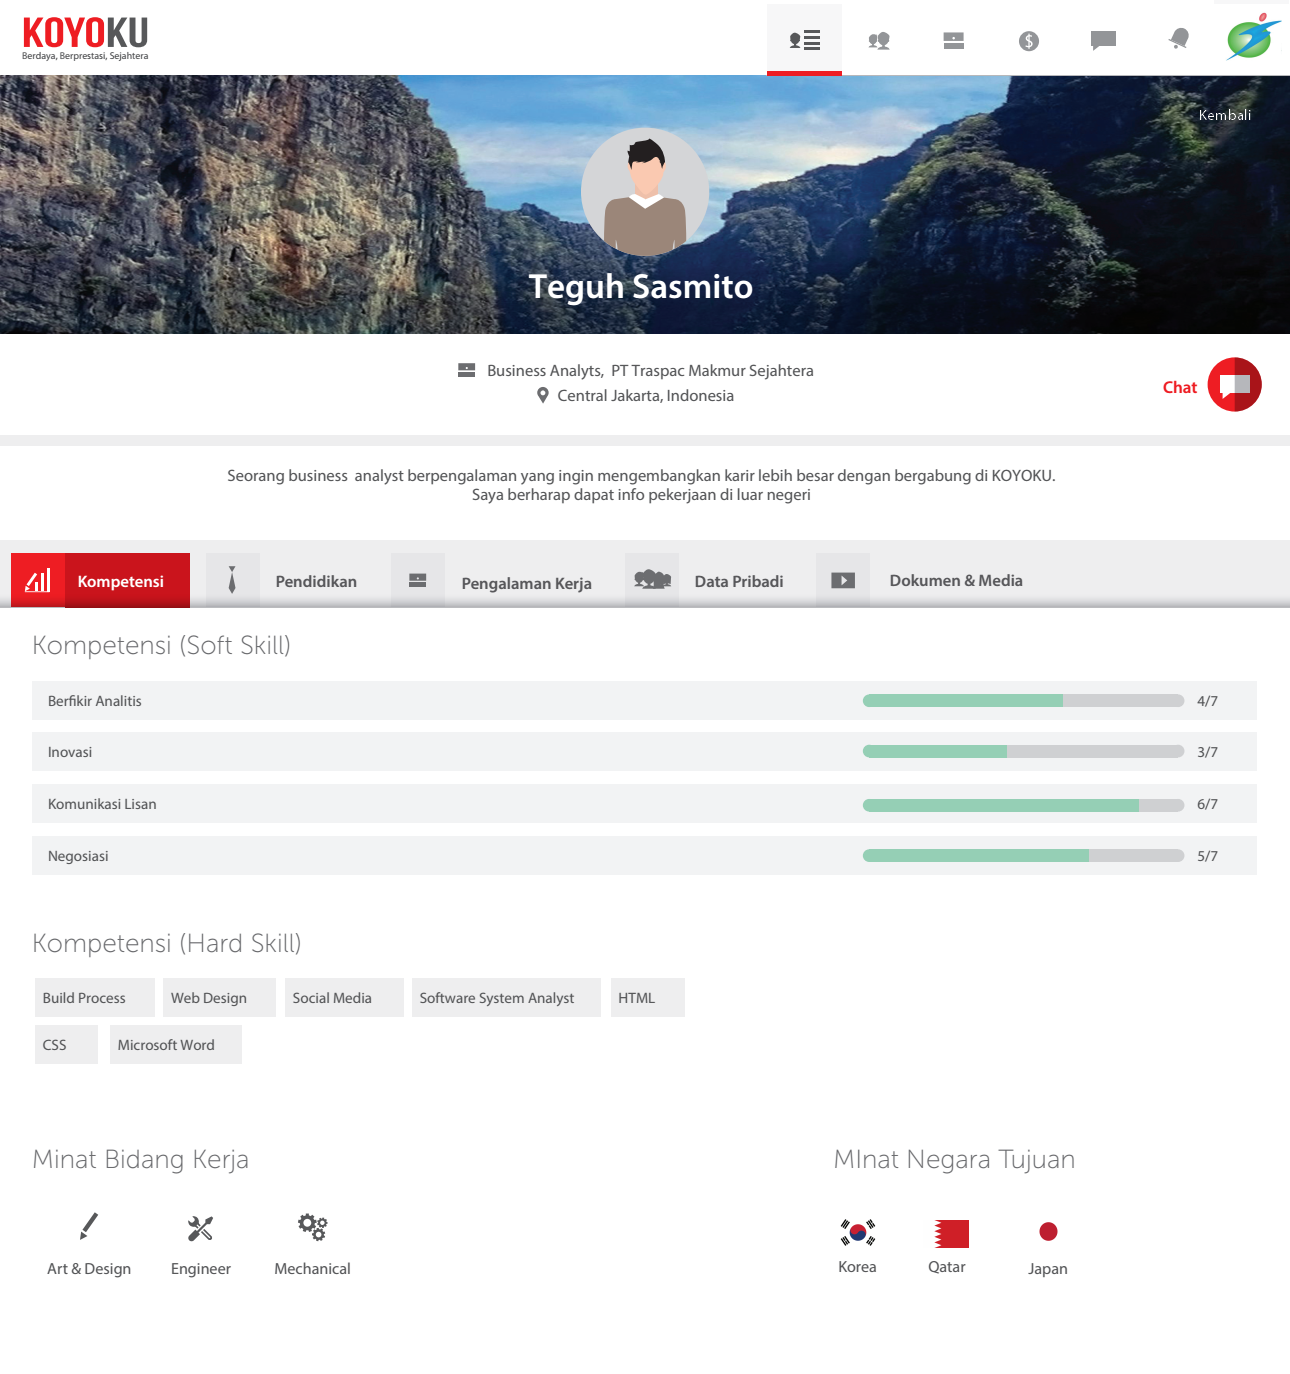 KOYOKU
Berdaya, Berprestasi, Sejahtera
Kembali
Teguh Sasmito
Business Analyts, PT Traspac Makmur Sejahtera
Central Jakarta, Indonesia
Chat
Seorang business analyst berpengalaman yang ingin mengembangkan karir lebih besar dengan bergabung di KOYOKU.
Saya berharap dapat info pekerjaan di luar negeri
Kompetensi
Pendidikan
Pengalaman Kerja
Data Pribadi
Dokumen & Media
Kompetensi (Soft Skill)
Berfikir Analitis 4/7
Inovasi 3/7
Komunikasi Lisan 6/7
Negosiasi 5/7
Kompetensi (Hard Skill)
Build Process Web Design Social Media Software System Analyst HTML
CSS Microsoft Word
Minat Bidang Kerja
Art & Design Engineer Mechanical
MInat Negara Tujuan
Korea Qatar Japan